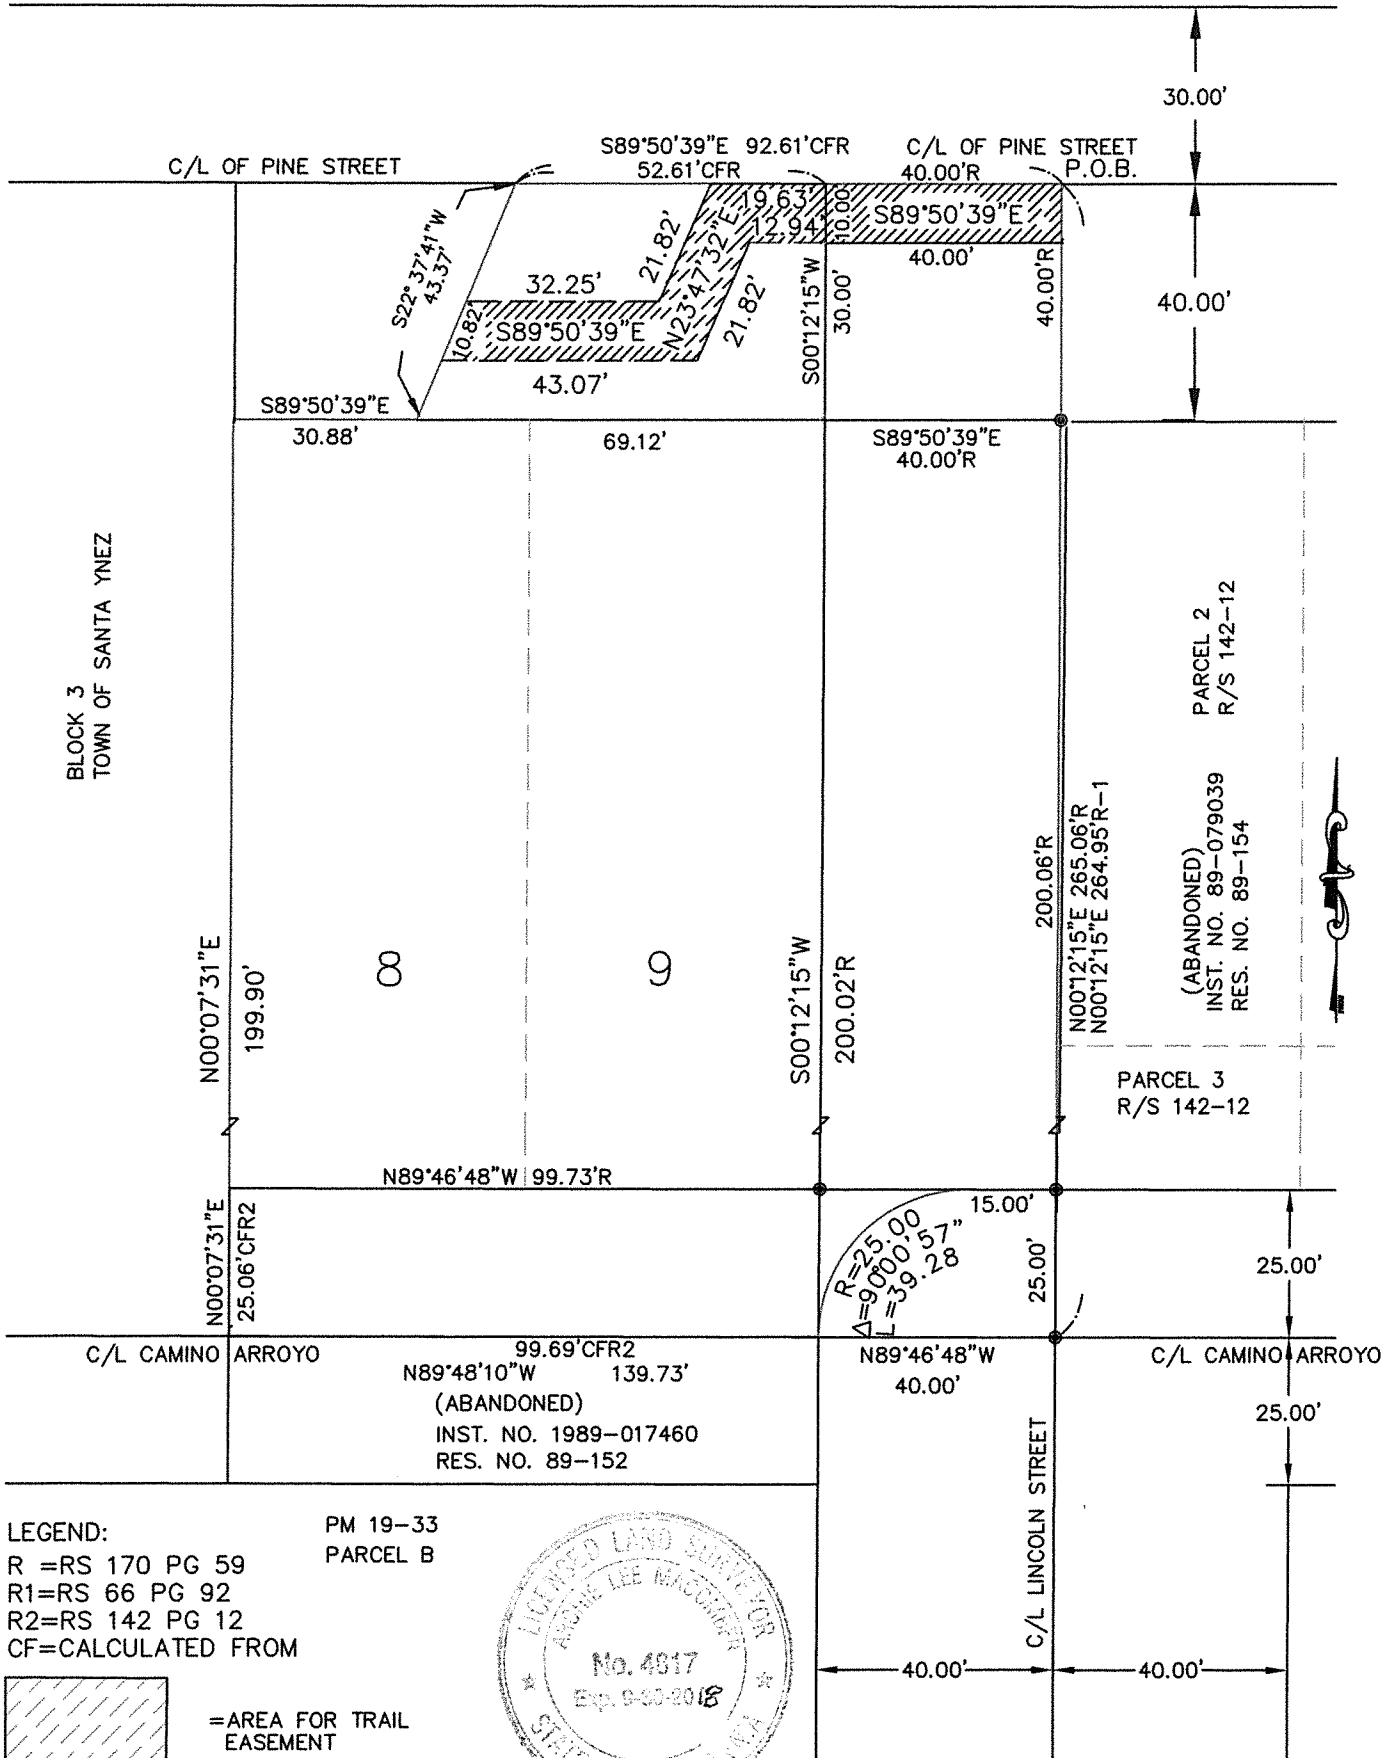 30.00'
C/L OF PINE STREET
S89°50'39"E 92.61'CFR
52.61'CFR
C/L OF PINE STREET
40.00'R
P.O.B.
S22°37'41"W
43.37'
19.63'
12.94'
10.00
S89°50'39"E
40.00'
21.82'
N23°47'32"E
21.82'
32.25'
10.82'
S89°50'39"E
43.07'
S00°12'15"W
30.00'
40.00'R
40.00'
S89°50'39"E
30.88'
69.12'
S89°50'39"E
40.00'R
BLOCK 3
TOWN OF SANTA YNEZ
PARCEL 2
R/S 142-12
(ABANDONED)
INST. NO. 89-079039
RES. NO. 89-154
200.06'R
N00°12'15"E 265.06'R
N00°12'15"E 264.95'R-1
8
9
N00°07'31"E
199.90'
S00°12'15"W
200.02'R
PARCEL 3
R/S 142-12
N89°46'48"W 99.73'R
15.00'
N00°07'31"E
25.06'CFR2
R=25.00
Δ=90°00'57"
L=39.28
25.00'
25.00'
C/L CAMINO ARROYO
99.69'CFR2
N89°48'10"W 139.73'
(ABANDONED)
INST. NO. 1989-017460
RES. NO. 89-152
N89°46'48"W
40.00'
C/L CAMINO ARROYO
25.00'
C/L LINCOLN STREET
LEGEND:
R =RS 170 PG 59
R1=RS 66 PG 92
R2=RS 142 PG 12
CF=CALCULATED FROM
PM 19-33
PARCEL B
LICENSED LAND SURVEYOR
No. 4817
Exp. 9-30-2018
40.00'
40.00'
=AREA FOR TRAIL
EASEMENT